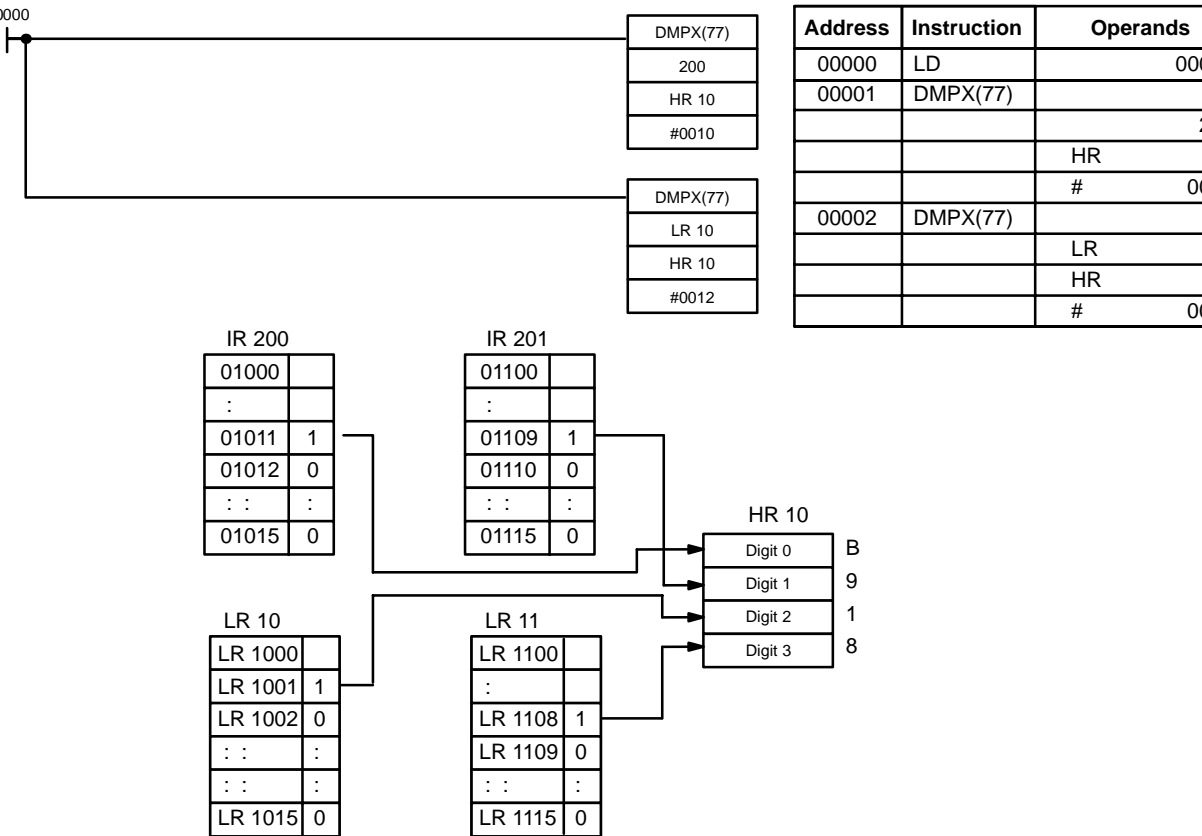 DMPX(77)
200
HR 10
#0010
DMPX(77)
LR 10
HR 10
#0012
Address Instruction Operands
00000 LD
00001 DMPX(77)
HR
#
00002 DMPX(77)
LR
HR
#
IR 200
01000
:
01011 1
01012 0
: : :
01015 0
IR 201
01100
:
01109 1
01110 0
: : :
01115 0
HR 10
Digit 0 B
Digit 1 9
Digit 2 1
Digit 3 8
LR 10
LR 1000
LR 1001 1
LR 1002 0
: : :
: : :
LR 1015 0
LR 11
LR 1100
:
LR 1108 1
LR 1109 0
: : :
LR 1115 0